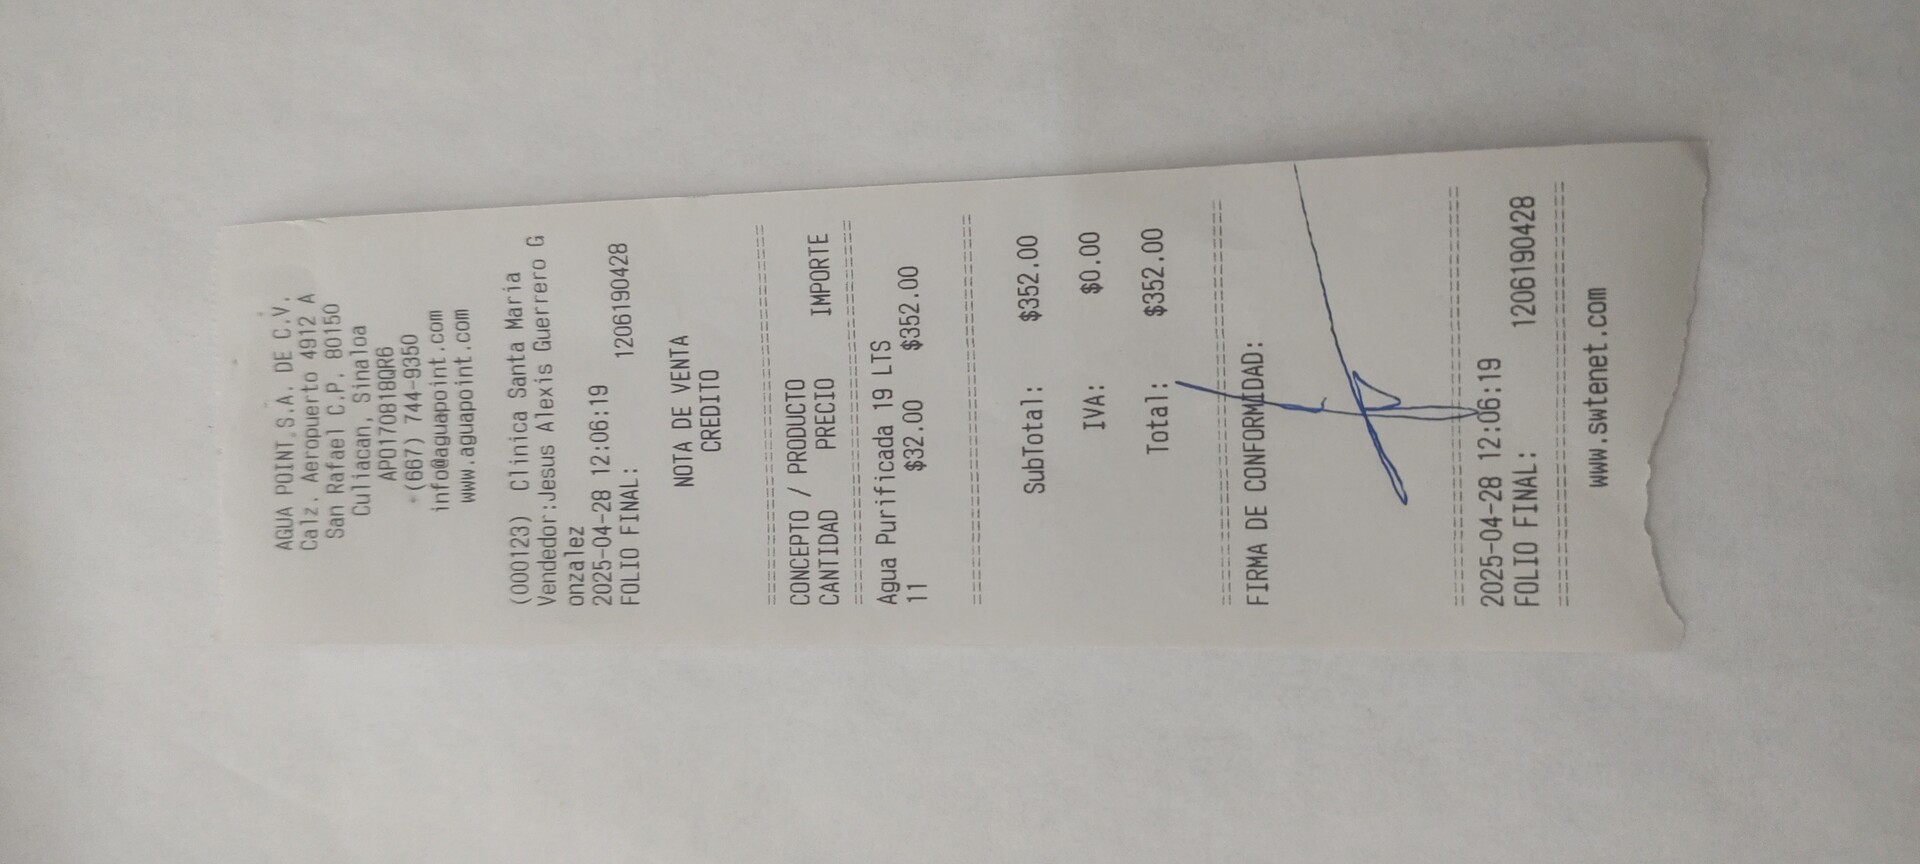 AGUA POINT,S.A. DE C.V.
Calz. Aeropuerto 4912 A
San Rafael C.P. 80150
Culiacan, Sinaloa
APO170818QR6
(667) 744-9350
info@aguapoint.com
www.aguapoint.com
(000123) Clinica Santa Maria
Vendedor:Jesus Alexis Guerrero G
onzalez
2025-04-28 12:06:19
FOLIO FINAL: 1206190428
NOTA DE VENTA
CREDITO
================================
CONCEPTO / PRODUCTO
CANTIDAD PRECIO IMPORTE
================================
Agua Purificada 19 LTS
11 $32.00 $352.00
================================
SubTotal: $352.00
IVA: $0.00
Total: $352.00
================================
FIRMA DE CONFORMIDAD:
================================
2025-04-28 12:06:19
FOLIO FINAL: 1206190428
================================
www.swtenet.com